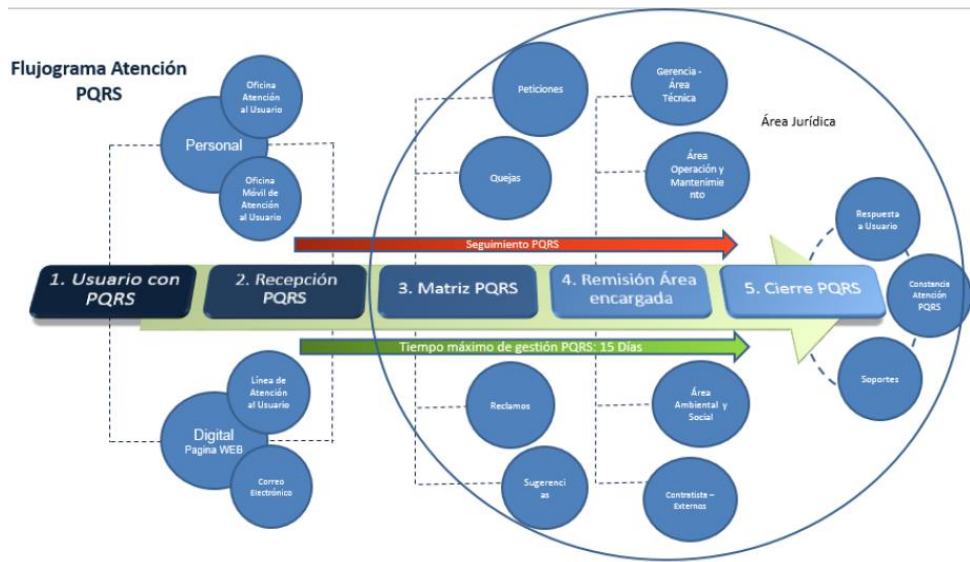 Flujograma Atención
PQRS
Oficina
Atención
al Usuario
Personal
Oficina
Móvil de
Atención
al Usuario
Peticiones
Quejas
Gerencia -
Área
Técnica
Área
Operación y
Mantenimie
nto
Área Jurídica
Respuesta
a Usuario
Seguimiento PQRS
1. Usuario con
PQRS
2. Recepción
PQRS
3. Matriz PQRS
4. Remisión Área
encargada
5. Cierre PQRS
Constancia
Atención
PQRS
Tiempo máximo de gestión PQRS: 15 Días
Línea de
Atención
al Usuario
Digital
Pagina WEB
Correo
Electrónico
Reclamos
Sugerenc
ias
Área
Ambiental y
Social
Contratista –
Externos
Soportes